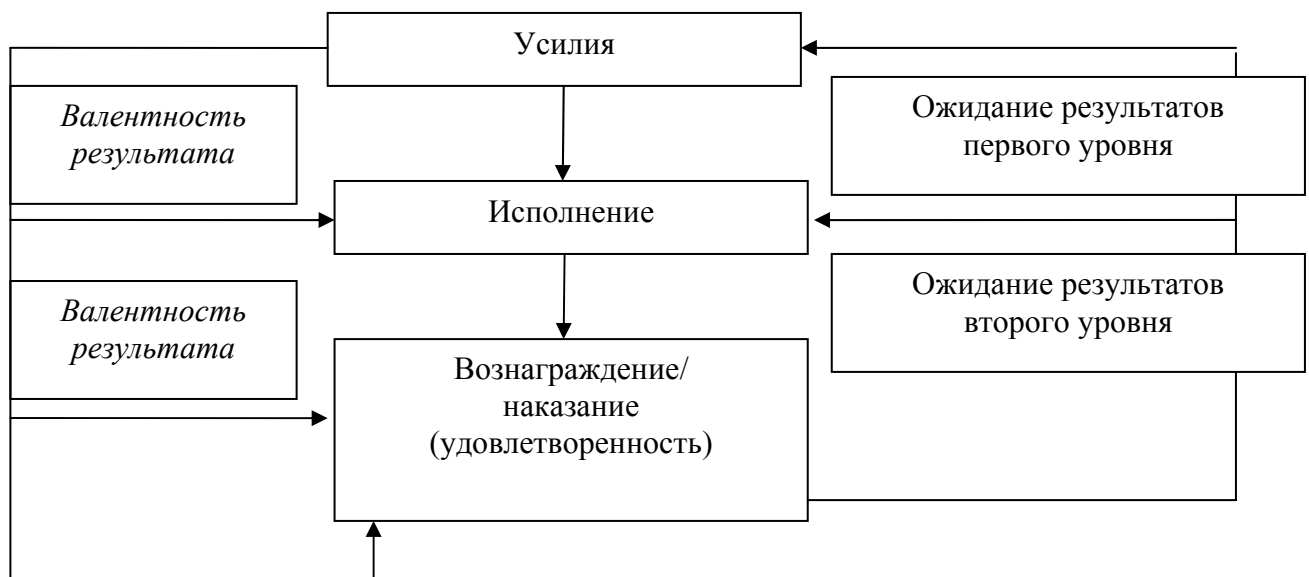 Усилия
Валентность
результата
Ожидание результатов
первого уровня
Исполнение
Валентность
результата
Ожидание результатов
второго уровня
Вознаграждение/
наказание
(удовлетворенность)